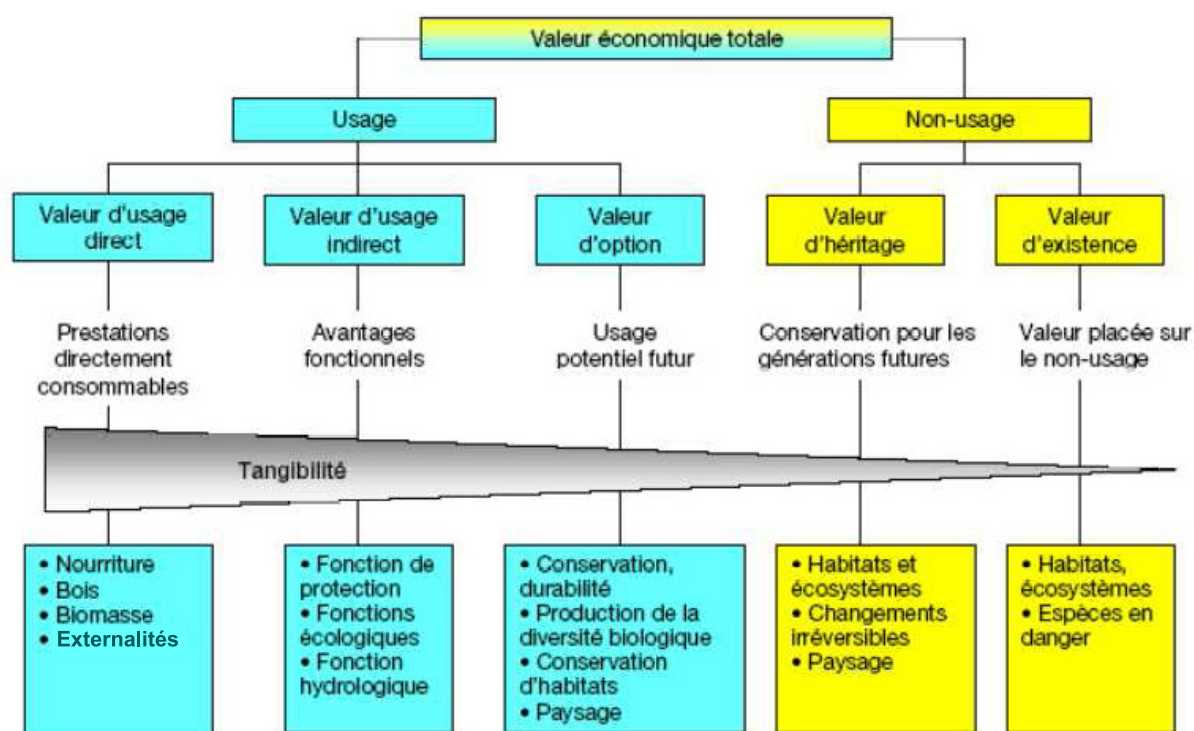 Valeur économique totale
Usage
Non-usage
Valeur d'usage
direct
Valeur d'usage
indirect
Valeur
d'option
Valeur
d'héritage
Valeur
d'existence
Prestations
directement
consommables
Avantages
fonctionnels
Usage
potentiel futur
Conservation pour les
générations futures
Valeur placée sur
le non-usage
Tangibilité
• Nourriture
• Bois
• Biomasse
• Externalités
• Fonction de
protection
• Fonctions
écologiques
• Fonction
hydrologique
• Conservation,
durabilité
• Production de la
diversité biologique
• Conservation
d'habitats
• Paysage
• Habitats et
écosystèmes
• Changements
irréversibles
• Paysage
• Habitats,
écosystèmes
• Espèces en
danger